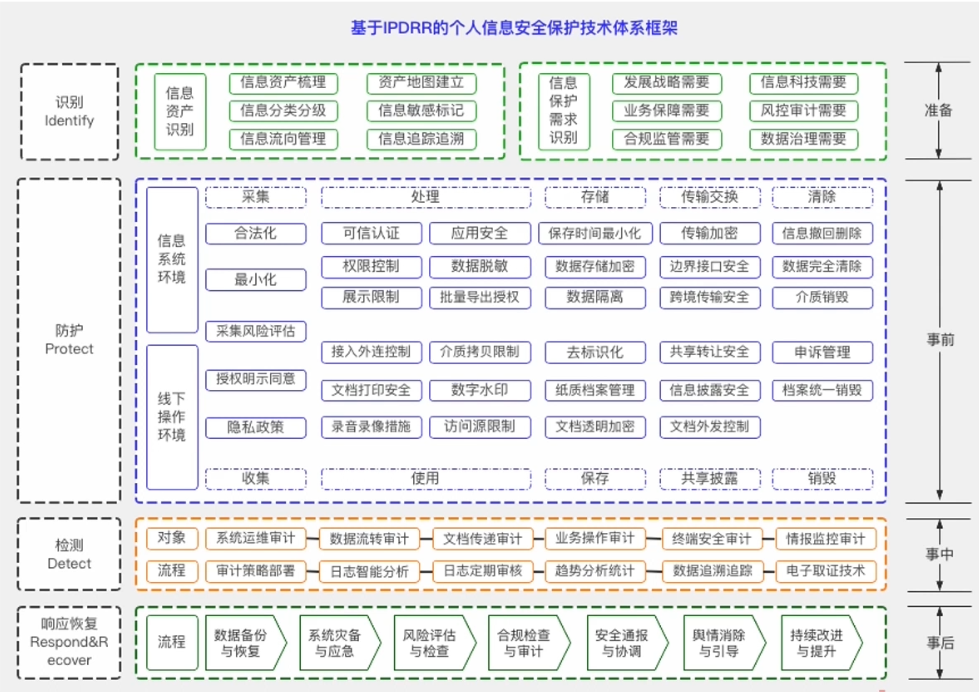 基于IPDRR的个人信息安全保护技术体系框架
识别
Identify
信息
资产
识别
信息资产梳理
资产地图建立
信息分类分级
信息敏感标记
信息流向管理
信息追踪追溯
信息
保护
需求
识别
发展战略需要
信息科技需要
业务保障需要
风控审计需要
合规监管需要
数据治理需要
准备
防护
Protect
信息
系统
环境
线下
操作
环境
采集
处理
存储
传输交换
清除
合法化
可信认证
应用安全
保存时间最小化
传输加密
信息撤回删除
最小化
权限控制
数据脱敏
数据存储加密
边界接口安全
数据完全清除
展示限制
批量导出授权
数据隔离
跨境传输安全
介质销毁
采集风险评估
接入外连控制
介质拷贝限制
去标识化
共享转让安全
申诉管理
授权明示同意
文档打印安全
数字水印
纸质档案管理
信息披露安全
档案统一销毁
隐私政策
录音录像措施
访问源限制
文档透明加密
文档外发控制
收集
使用
保存
共享披露
销毁
事前
检测
Detect
对象
系统运维审计
数据流转审计
文档传递审计
业务操作审计
终端安全审计
情报监控审计
流程
审计策略部署
日志智能分析
日志定期审核
趋势分析统计
数据追溯追踪
电子取证技术
事中
响应恢复
Respond&R
ecover
流程
数据备份
与恢复
系统灾备
与应急
风险评估
与检查
合规检查
与审计
安全通报
与协调
舆情消除
与引导
持续改进
与提升
事后